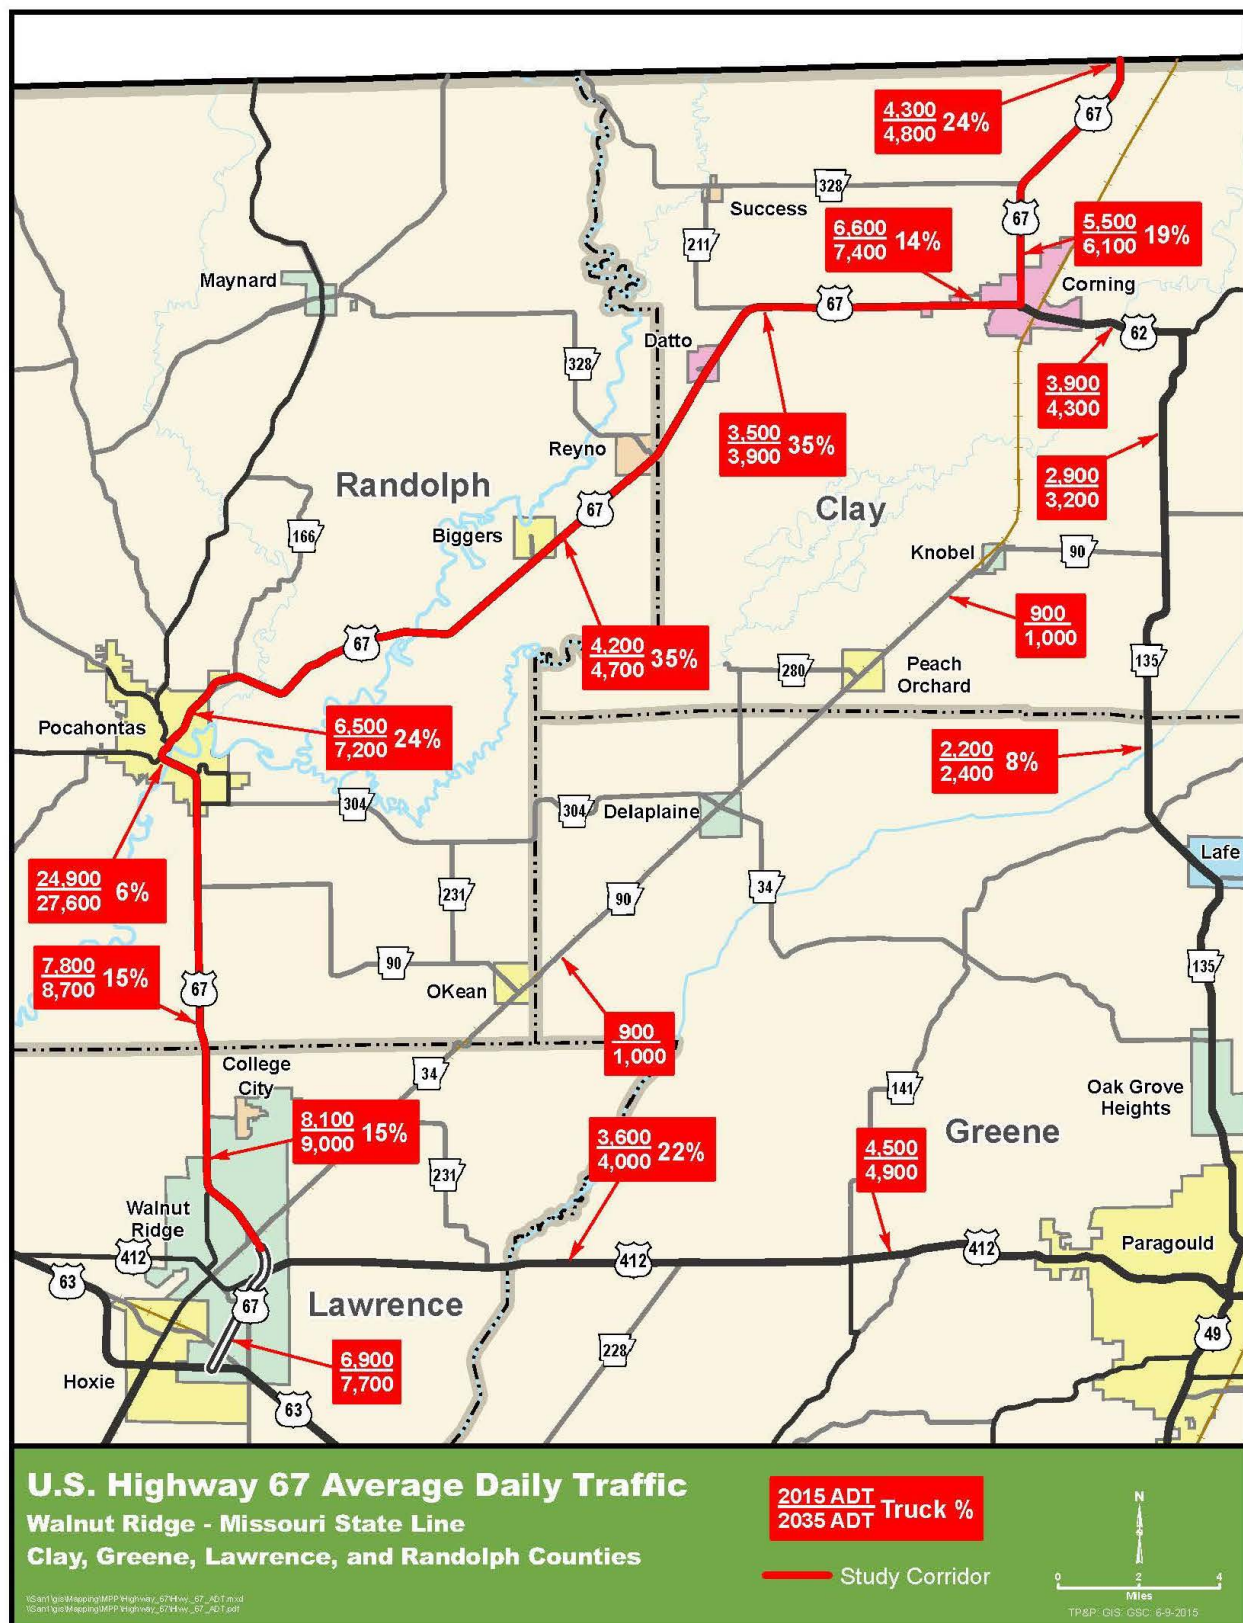 4,300
4,800 24%
67
328
Success
67
5,500
6,100 19%
6,600
7,400 14%
211
Maynard
Corning
67
62
Datto
328
3,900
4,300
3,500
3,900 35%
Reyno
Randolph
2,900
3,200
67
Clay
Biggers
166
Knobel
90
900
1,000
67
4,200
4,700 35%
135
280
Peach
Orchard
Pocahontas
6,500
7,200 24%
2,200
2,400 8%
304
304
Delaplaine
Lafe
24,900
27,600 6%
231
90
34
7,800
8,700 15%
90
67
OKean
135
900
1,000
College
City
34
141
Oak Grove
Heights
8,100
9,000 15%
3,600
4,000 22%
4,500
4,900
Greene
231
Walnut
Ridge
412
412
412
Paragould
63
67
Lawrence
49
228
6,900
7,700
Hoxie
63
U.S. Highway 67 Average Daily Traffic
Walnut Ridge - Missouri State Line
Clay, Greene, Lawrence, and Randolph Counties
2015 ADT
2035 ADT Truck %
Study Corridor
N
0 2 4
Miles
TP&P: GIS: GSC: 6-9-2015